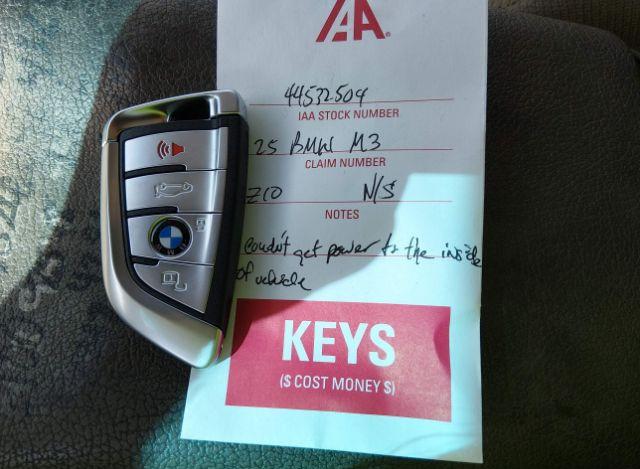 IAA
44532509
IAA STOCK NUMBER
25 BMW M3
CLAIM NUMBER
N/S
NOTES
Couldn't get power to the inside
of vehicle
KEYS
($ COST MONEY $)
BMW